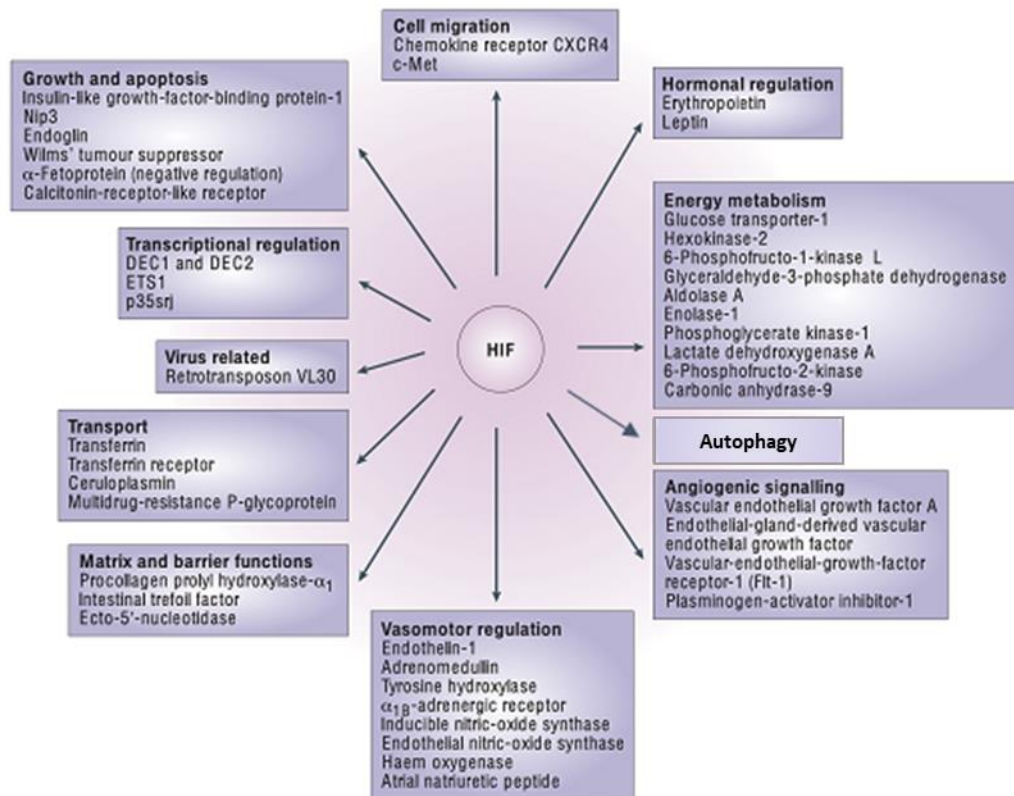 Cell migration
Chemokine receptor CXCR4
c-Met
Growth and apoptosis
Insulin-like growth-factor-binding protein-1
Nip3
Endoglin
Wilms' tumour suppressor
α-Fetoprotein (negative regulation)
Calcitonin-receptor-like receptor
Hormonal regulation
Erythropoietin
Leptin
Transcriptional regulation
DEC1 and DEC2
ETS1
p35srj
Energy metabolism
Glucose transporter-1
Hexokinase-2
6-Phosphofructo-1-kinase L
Glyceraldehyde-3-phosphate dehydrogenase
Aldolase A
Enolase-1
Phosphoglycerate kinase-1
Lactate dehydroxygenase A
6-Phosphofructo-2-kinase
Carbonic anhydrase-9
HIF
Virus related
Retrotransposon VL30
Transport
Transferrin
Transferrin receptor
Ceruloplasmin
Multidrug-resistance P-glycoprotein
Autophagy
Angiogenic signalling
Vascular endothelial growth factor A
Endothelial-gland-derived vascular
endothelial growth factor
Vascular-endothelial-growth-factor
receptor-1 (Flt-1)
Plasminogen-activator inhibitor-1
Matrix and barrier functions
Procollagen prolyl hydroxylase-α1
Intestinal trefoil factor
Ecto-5'-nucleotidase
Vasomotor regulation
Endothelin-1
Adrenomedullin
Tyrosine hydroxylase
α1B-adrenergic receptor
Inducible nitric-oxide synthase
Endothelial nitric-oxide synthase
Haem oxygenase
Atrial natriuretic peptide